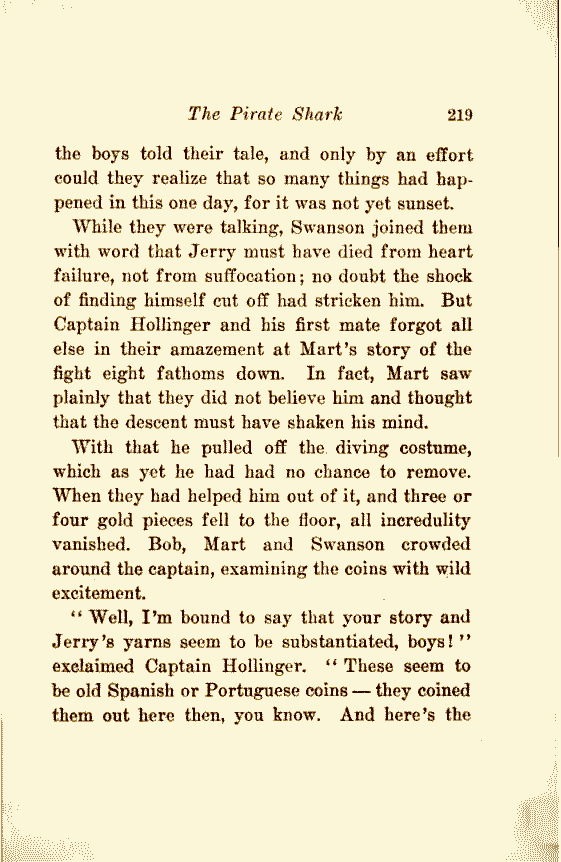 The Pirate Shark 219
the boys told their tale, and only by an effort
could they realize that so many things had hap-
pened in this one day, for it was not yet sunset.
While they were talking, Swanson joined them
with word that Jerry must have died from heart
failure, not from suffocation; no doubt the shock
of finding himself cut off had stricken him. But
Captain Hollinger and his first mate forgot all
else in their amazement at Mart's story of the
fight eight fathoms down. In fact, Mart saw
plainly that they did not believe him and thought
that the descent must have shaken his mind.
With that he pulled off the diving costume,
which as yet he had had no chance to remove.
When they had helped him out of it, and three or
four gold pieces fell to the floor, all incredulity
vanished. Bob, Mart and Swanson crowded
around the captain, examining the coins with wild
excitement.
" Well, I'm bound to say that your story and
Jerry's yarns seem to be substantiated, boys! "
exclaimed Captain Hollinger. " These seem to
be old Spanish or Portuguese coins — they coined
them out here then, you know. And here's the